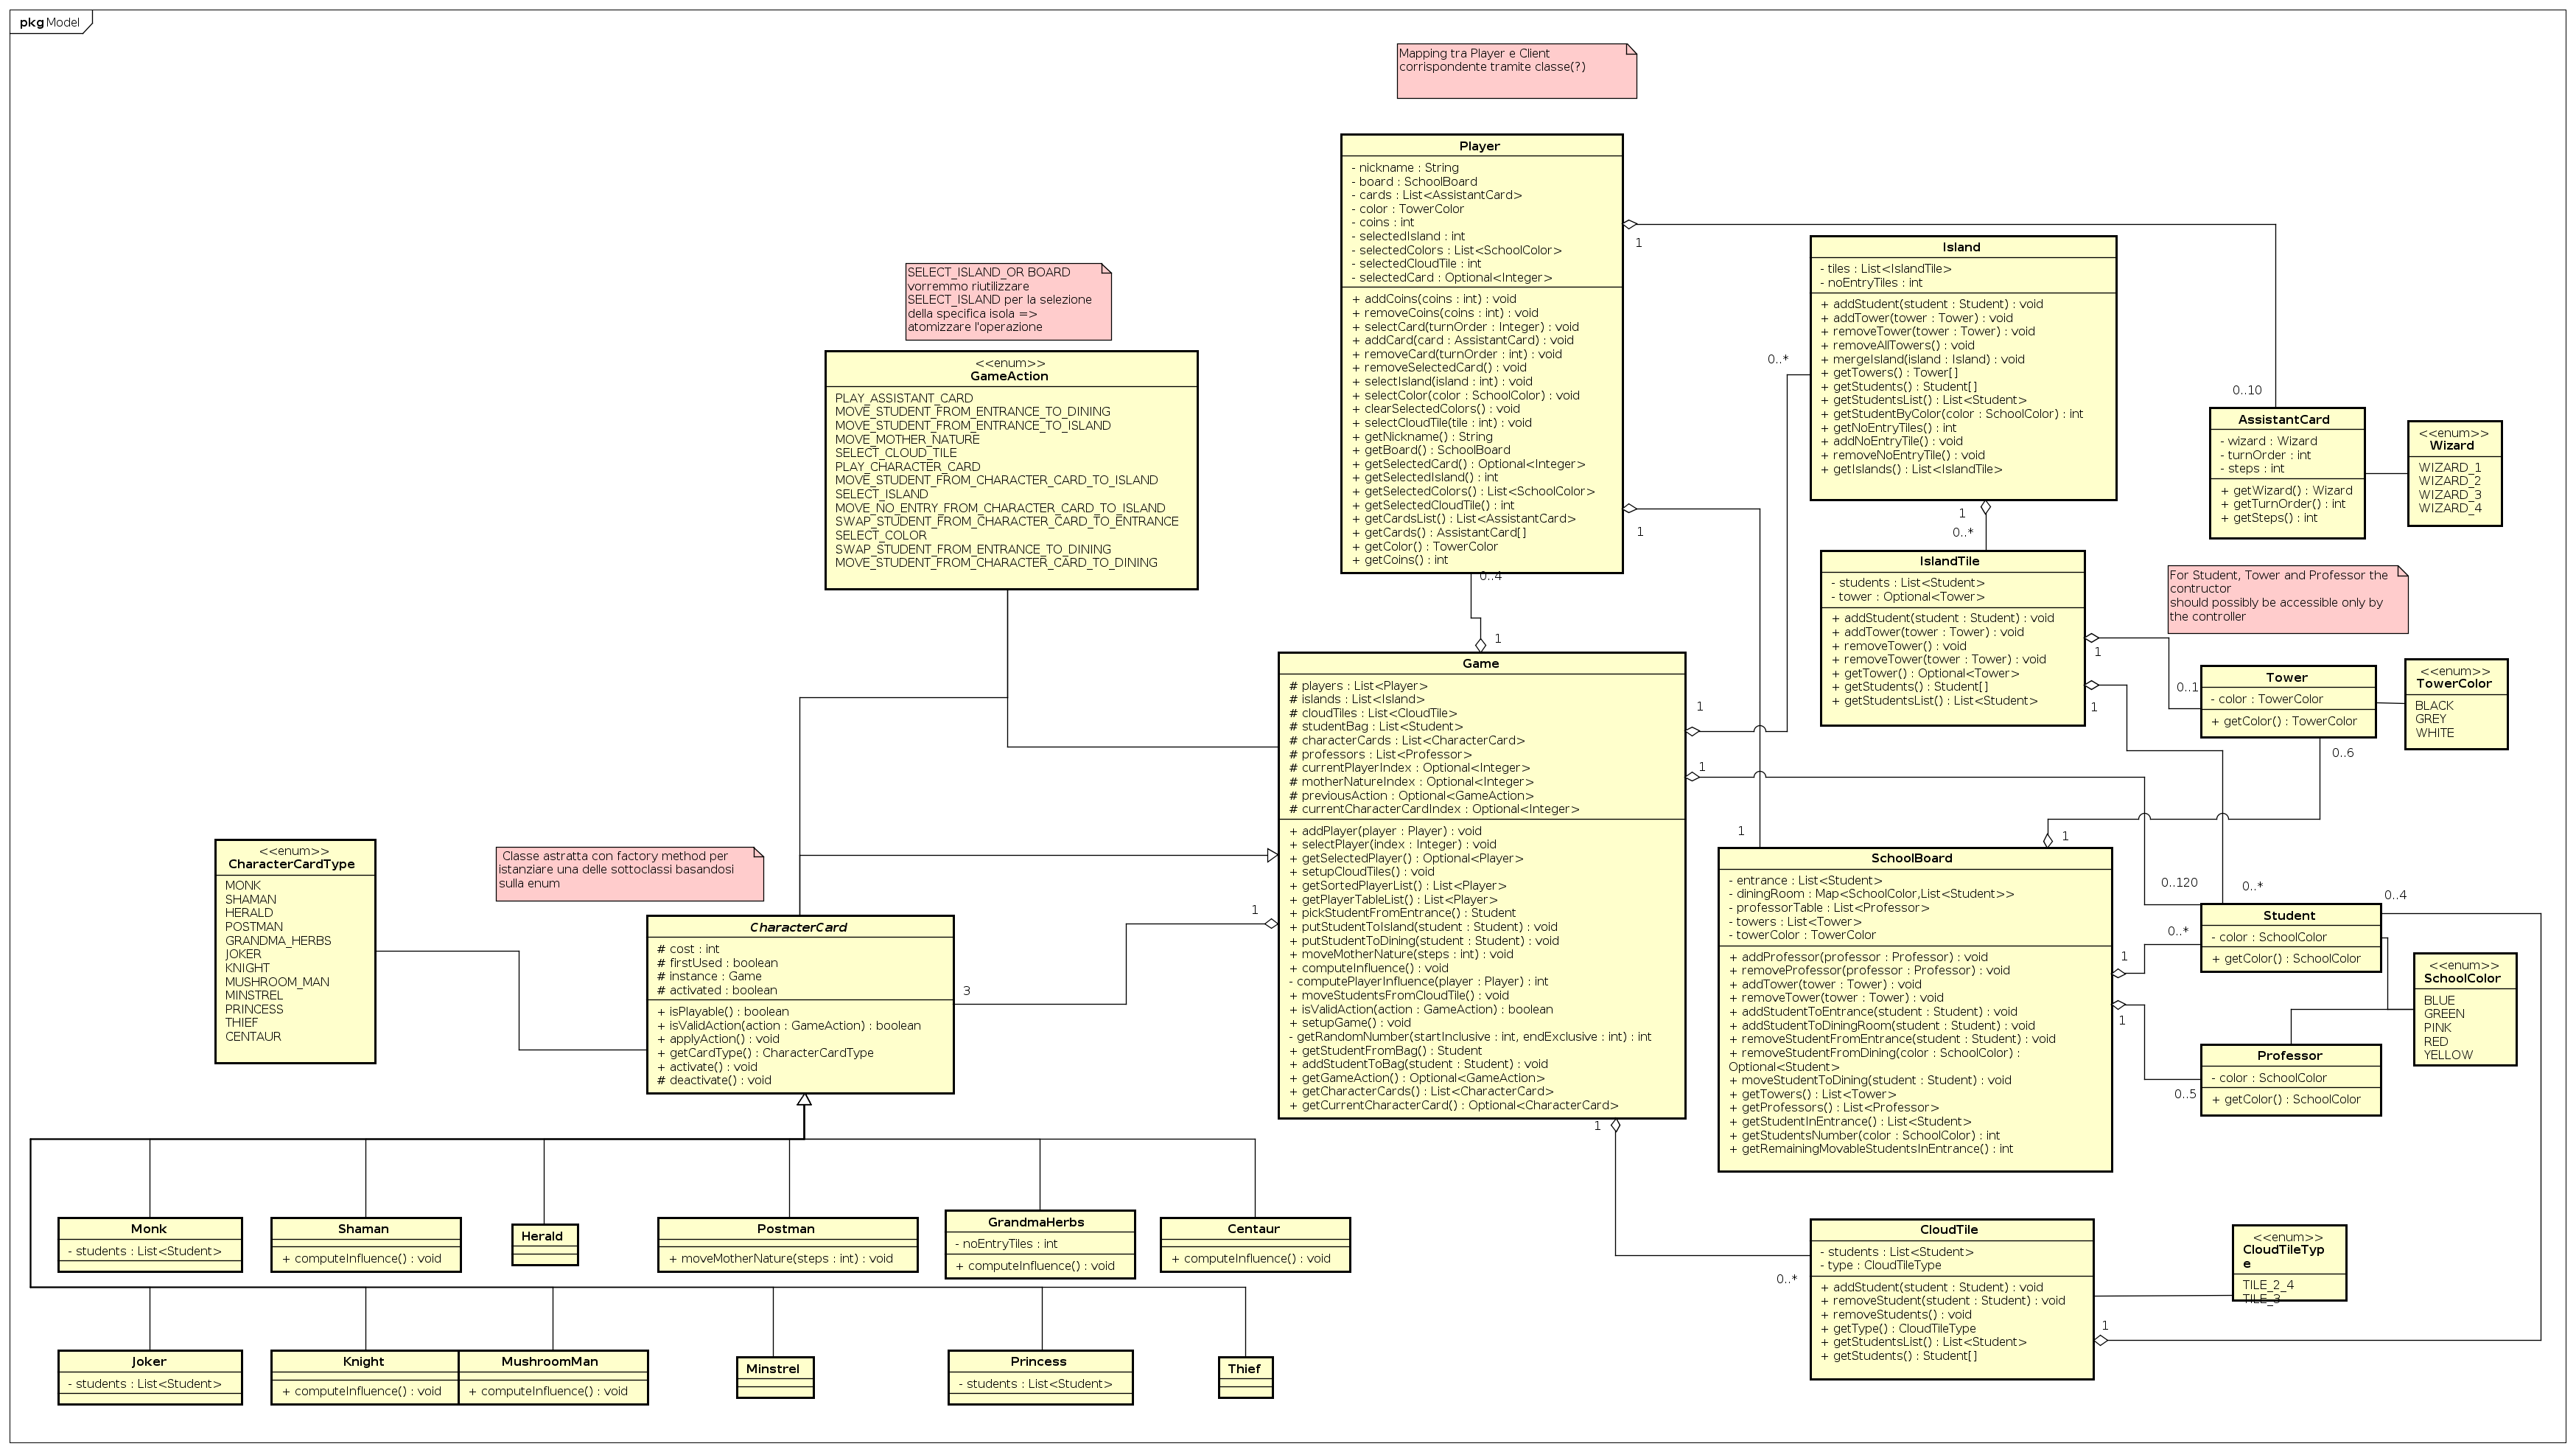 pkg Model
Mapping tra Player e Client
corrispondente tramite classe(?)
Player
- nickname : String
- board : SchoolBoard
- cards : List<AssistantCard>
- color : TowerColor
- coins : int
- selectedIsland : int
- selectedColors : List<SchoolColor>
- selectedCloudTile : int
- selectedCard : Optional<Integer>
+ addCoins(coins : int) : void
+ removeCoins(coins : int) : void
+ selectCard(turnOrder : Integer) : void
+ addCard(card : AssistantCard) : void
+ removeCard(turnOrder : int) : void
+ removeSelectedCard() : void
+ selectIsland(island : int) : void
+ selectColor(color : SchoolColor) : void
+ clearSelectedColors() : void
+ selectCloudTile(tile : int) : void
+ getNickname() : String
+ getBoard() : SchoolBoard
+ getSelectedCard() : Optional<Integer>
+ getSelectedIsland() : int
+ getSelectedColors() : List<SchoolColor>
+ getSelectedCloudTile() : int
+ getCardsList() : List<AssistantCard>
+ getCards() : AssistantCard[]
+ getColor() : TowerColor
+ getCoins() : int
1
1
0..4
1
Island
- tiles : List<IslandTile>
- noEntryTiles : int
+ addStudent(student : Student) : void
+ addTower(tower : Tower) : void
+ removeTower(tower : Tower) : void
+ removeAllTowers() : void
+ mergeIsland(island : Island) : void
+ getTowers() : Tower[]
+ getStudents() : Student[]
+ getStudentsList() : List<Student>
+ getStudentByColor(color : SchoolColor) : int
+ getNoEntryTiles() : int
+ addNoEntryTile() : void
+ removeNoEntryTile() : void
+ getIslands() : List<IslandTile>
0..*
1
0..*
0..10
AssistantCard
- wizard : Wizard
- turnOrder : int
- steps : int
+ getWizard() : Wizard
+ getTurnOrder() : int
+ getSteps() : int
<<enum>>
Wizard
WIZARD_1
WIZARD_2
WIZARD_3
WIZARD_4
SELECT_ISLAND_OR BOARD
vorremmo riutilizzare
SELECT_ISLAND per la selezione
della specifica isola =>
atomizzare l'operazione
<<enum>>
GameAction
PLAY_ASSISTANT_CARD
MOVE_STUDENT_FROM_ENTRANCE_TO_DINING
MOVE_STUDENT_FROM_ENTRANCE_TO_ISLAND
MOVE_MOTHER_NATURE
SELECT_CLOUD_TILE
PLAY_CHARACTER_CARD
MOVE_STUDENT_FROM_CHARACTER_CARD_TO_ISLAND
SELECT_ISLAND
MOVE_NO_ENTRY_FROM_CHARACTER_CARD_TO_ISLAND
SWAP_STUDENT_FROM_CHARACTER_CARD_TO_ENTRANCE
SELECT_COLOR
SWAP_STUDENT_FROM_ENTRANCE_TO_DINING
MOVE_STUDENT_FROM_CHARACTER_CARD_TO_DINING
IslandTile
- students : List<Student>
- tower : Optional<Tower>
+ addStudent(student : Student) : void
+ addTower(tower : Tower) : void
+ removeTower() : void
+ removeTower(tower : Tower) : void
+ getTower() : Optional<Tower>
+ getStudents() : Student[]
+ getStudentsList() : List<Student>
1
1
For Student, Tower and Professor the
contructor
should possibly be accessible only by
the controller
0..1
Tower
- color : TowerColor
+ getColor() : TowerColor
0..6
<<enum>>
TowerColor
BLACK
GREY
WHITE
Game
# players : List<Player>
# islands : List<Island>
# cloudTiles : List<CloudTile>
# studentBag : List<Student>
# characterCards : List<CharacterCard>
# professors : List<Professor>
# currentPlayerIndex : Optional<Integer>
# motherNatureIndex : Optional<Integer>
# previousAction : Optional<GameAction>
# currentCharacterCardIndex : Optional<Integer>
+ addPlayer(player : Player) : void
+ selectPlayer(index : Integer) : void
+ getSelectedPlayer() : Optional<Player>
+ setupCloudTiles() : void
+ getSortedPlayerList() : List<Player>
+ getPlayerTableList() : List<Player>
+ pickStudentFromEntrance() : Student
+ putStudentToIsland(student : Student) : void
+ putStudentToDining(student : Student) : void
+ moveMotherNature(steps : int) : void
+ computeInfluence() : void
- computePlayerInfluence(player : Player) : int
+ moveStudentsFromCloudTile() : void
+ isValidAction(action : GameAction) : boolean
+ setupGame() : void
- getRandomNumber(startInclusive : int, endExclusive : int) : int
+ getStudentFromBag() : Student
+ addStudentToBag(student : Student) : void
+ getGameAction() : Optional<GameAction>
+ getCharacterCards() : List<CharacterCard>
+ getCurrentCharacterCard() : Optional<CharacterCard>
1
1
1
1
<<enum>>
CharacterCardType
MONK
SHAMAN
HERALD
POSTMAN
GRANDMA_HERBS
JOKER
KNIGHT
MUSHROOM_MAN
MINSTREL
PRINCESS
THIEF
CENTAUR
Classe astratta con factory method per
istanziare una delle sottoclassi basandosi
sulla enum
CharacterCard
# cost : int
# firstUsed : boolean
# instance : Game
# activated : boolean
+ isPlayable() : boolean
+ isValidAction(action : GameAction) : boolean
+ applyAction() : void
+ getCardType() : CharacterCardType
+ activate() : void
# deactivate() : void
3
1
SchoolBoard
- entrance : List<Student>
- diningRoom : Map<SchoolColor,List<Student>>
- professorTable : List<Professor>
- towers : List<Tower>
- towerColor : TowerColor
+ addProfessor(professor : Professor) : void
+ removeProfessor(professor : Professor) : void
+ addTower(tower : Tower) : void
+ removeTower(tower : Tower) : void
+ addStudentToEntrance(student : Student) : void
+ addStudentToDiningRoom(student : Student) : void
+ removeStudentFromEntrance(student : Student) : void
+ removeStudentFromDining(color : SchoolColor) :
Optional<Student>
+ moveStudentToDining(student : Student) : void
+ getTowers() : List<Tower>
+ getProfessors() : List<Professor>
+ getStudentInEntrance() : List<Student>
+ getStudentsNumber(color : SchoolColor) : int
+ getRemainingMovableStudentsInEntrance() : int
1
1
1
0..120
0..*
0..4
0..*
Student
- color : SchoolColor
+ getColor() : SchoolColor
<<enum>>
SchoolColor
BLUE
GREEN
PINK
RED
YELLOW
Professor
- color : SchoolColor
+ getColor() : SchoolColor
0..5
Monk
- students : List<Student>
Shaman
+ computeInfluence() : void
Herald
Postman
+ moveMotherNature(steps : int) : void
GrandmaHerbs
- noEntryTiles : int
+ computeInfluence() : void
Centaur
+ computeInfluence() : void
CloudTile
- students : List<Student>
- type : CloudTileType
+ addStudent(student : Student) : void
+ removeStudent(student : Student) : void
+ removeStudents() : void
+ getType() : CloudTileType
+ getStudentsList() : List<Student>
+ getStudents() : Student[]
0..*
1
<<enum>>
CloudTileTyp
e
TILE_2_4
TILE_3
Joker
- students : List<Student>
Knight
+ computeInfluence() : void
MushroomMan
+ computeInfluence() : void
Minstrel
Princess
- students : List<Student>
Thief